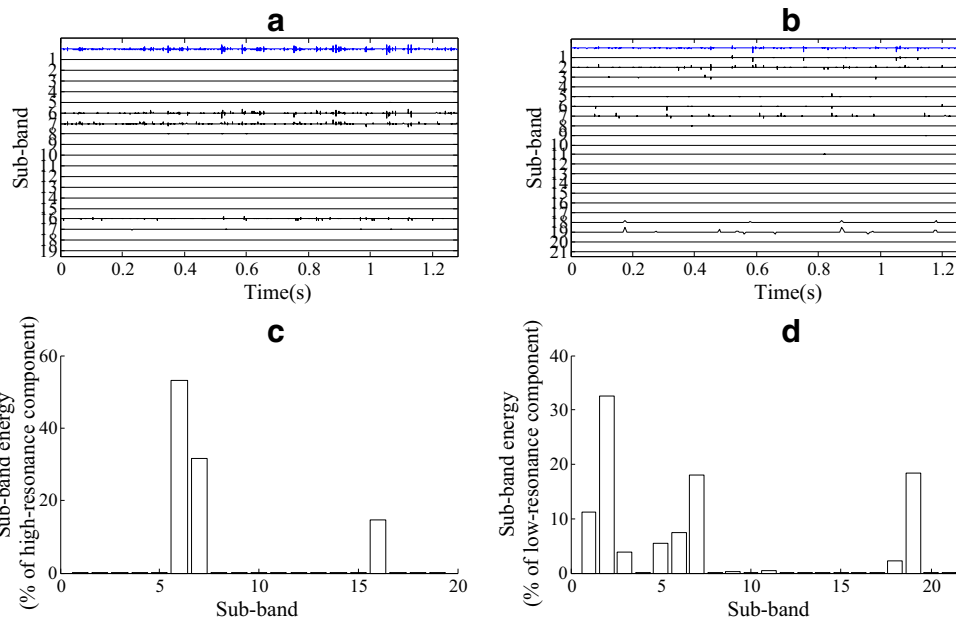 a
Sub-band
1
2
3
4
5
6
7
8
9
10
11
12
13
14
15
16
17
18
19
0 0.2 0.4 0.6 0.8 1 1.2
Time(s)
b
Sub-band
1
2
3
4
5
6
7
8
9
10
11
12
13
14
15
16
17
18
19
20
21
0 0.2 0.4 0.6 0.8 1 1.2
Time(s)
c
Sub-band energy
(% of high-resonance component)
60
40
20
0
0 5 10 15 20
Sub-band
d
Sub-band energy
(% of low-resonance component)
40
30
20
10
0
0 5 10 15 20
Sub-band